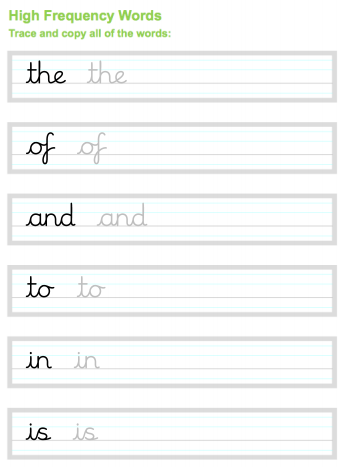 High Frequency Words
Trace and copy all of the words:
the the
of of
and and
to to
in in
is is